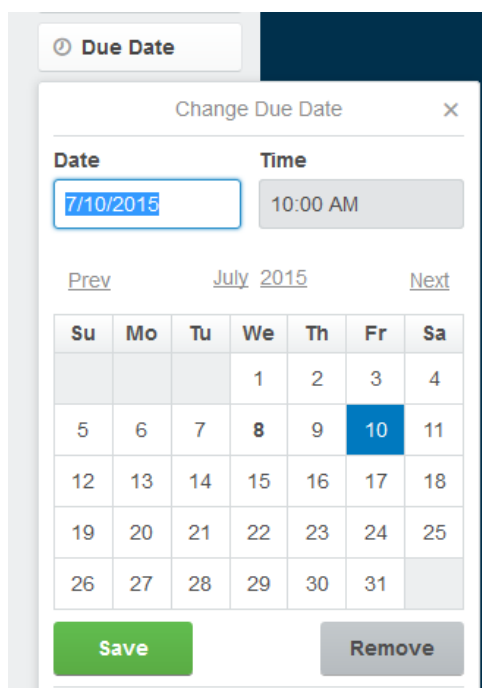 Due Date
Change Due Date ×
Date Time
7/10/2015 10:00 AM
Prev July 2015 Next
Su Mo Tu We Th Fr Sa
1 2 3 4
5 6 7 8 9 10 11
12 13 14 15 16 17 18
19 20 21 22 23 24 25
26 27 28 29 30 31
Save Remove